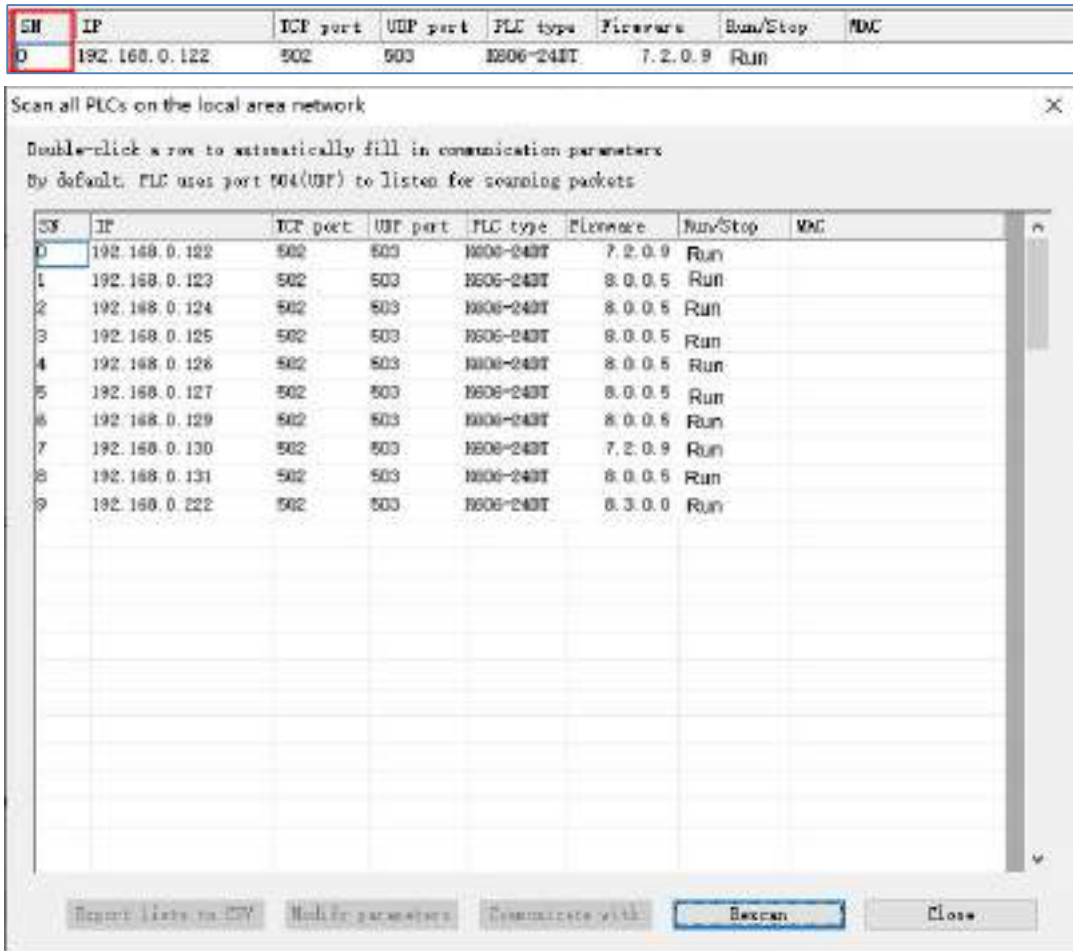 SN IP TCP port UDP port PLC type Firmware Run/Stop MAC
0 192.168.0.122 502 503 7.2.0.9 Run
Scan all PLCs on the local area network
Double-click a row to automatically fill in communication parameters
By default, PLC uses port 504(UDP) to listen for scanning packets
SN IP TCP port UDP port PLC type Firmware Run/Stop MAC
0 192.168.0.122 502 503 7.2.0.9 Run
1 192.168.0.123 502 503 8.0.0.5 Run
2 192.168.0.124 502 503 8.0.0.5 Run
3 192.168.0.125 502 503 8.0.0.5 Run
4 192.168.0.126 502 503 8.0.0.5 Run
5 192.168.0.127 502 503 8.0.0.5 Run
6 192.168.0.129 502 503 8.0.0.5 Run
7 192.168.0.130 502 503 7.2.0.9 Run
8 192.168.0.131 502 503 8.0.0.5 Run
9 192.168.0.222 502 503 8.3.0.0 Run
Export lists to CSV Modify parameters Communicate with Rescan Close